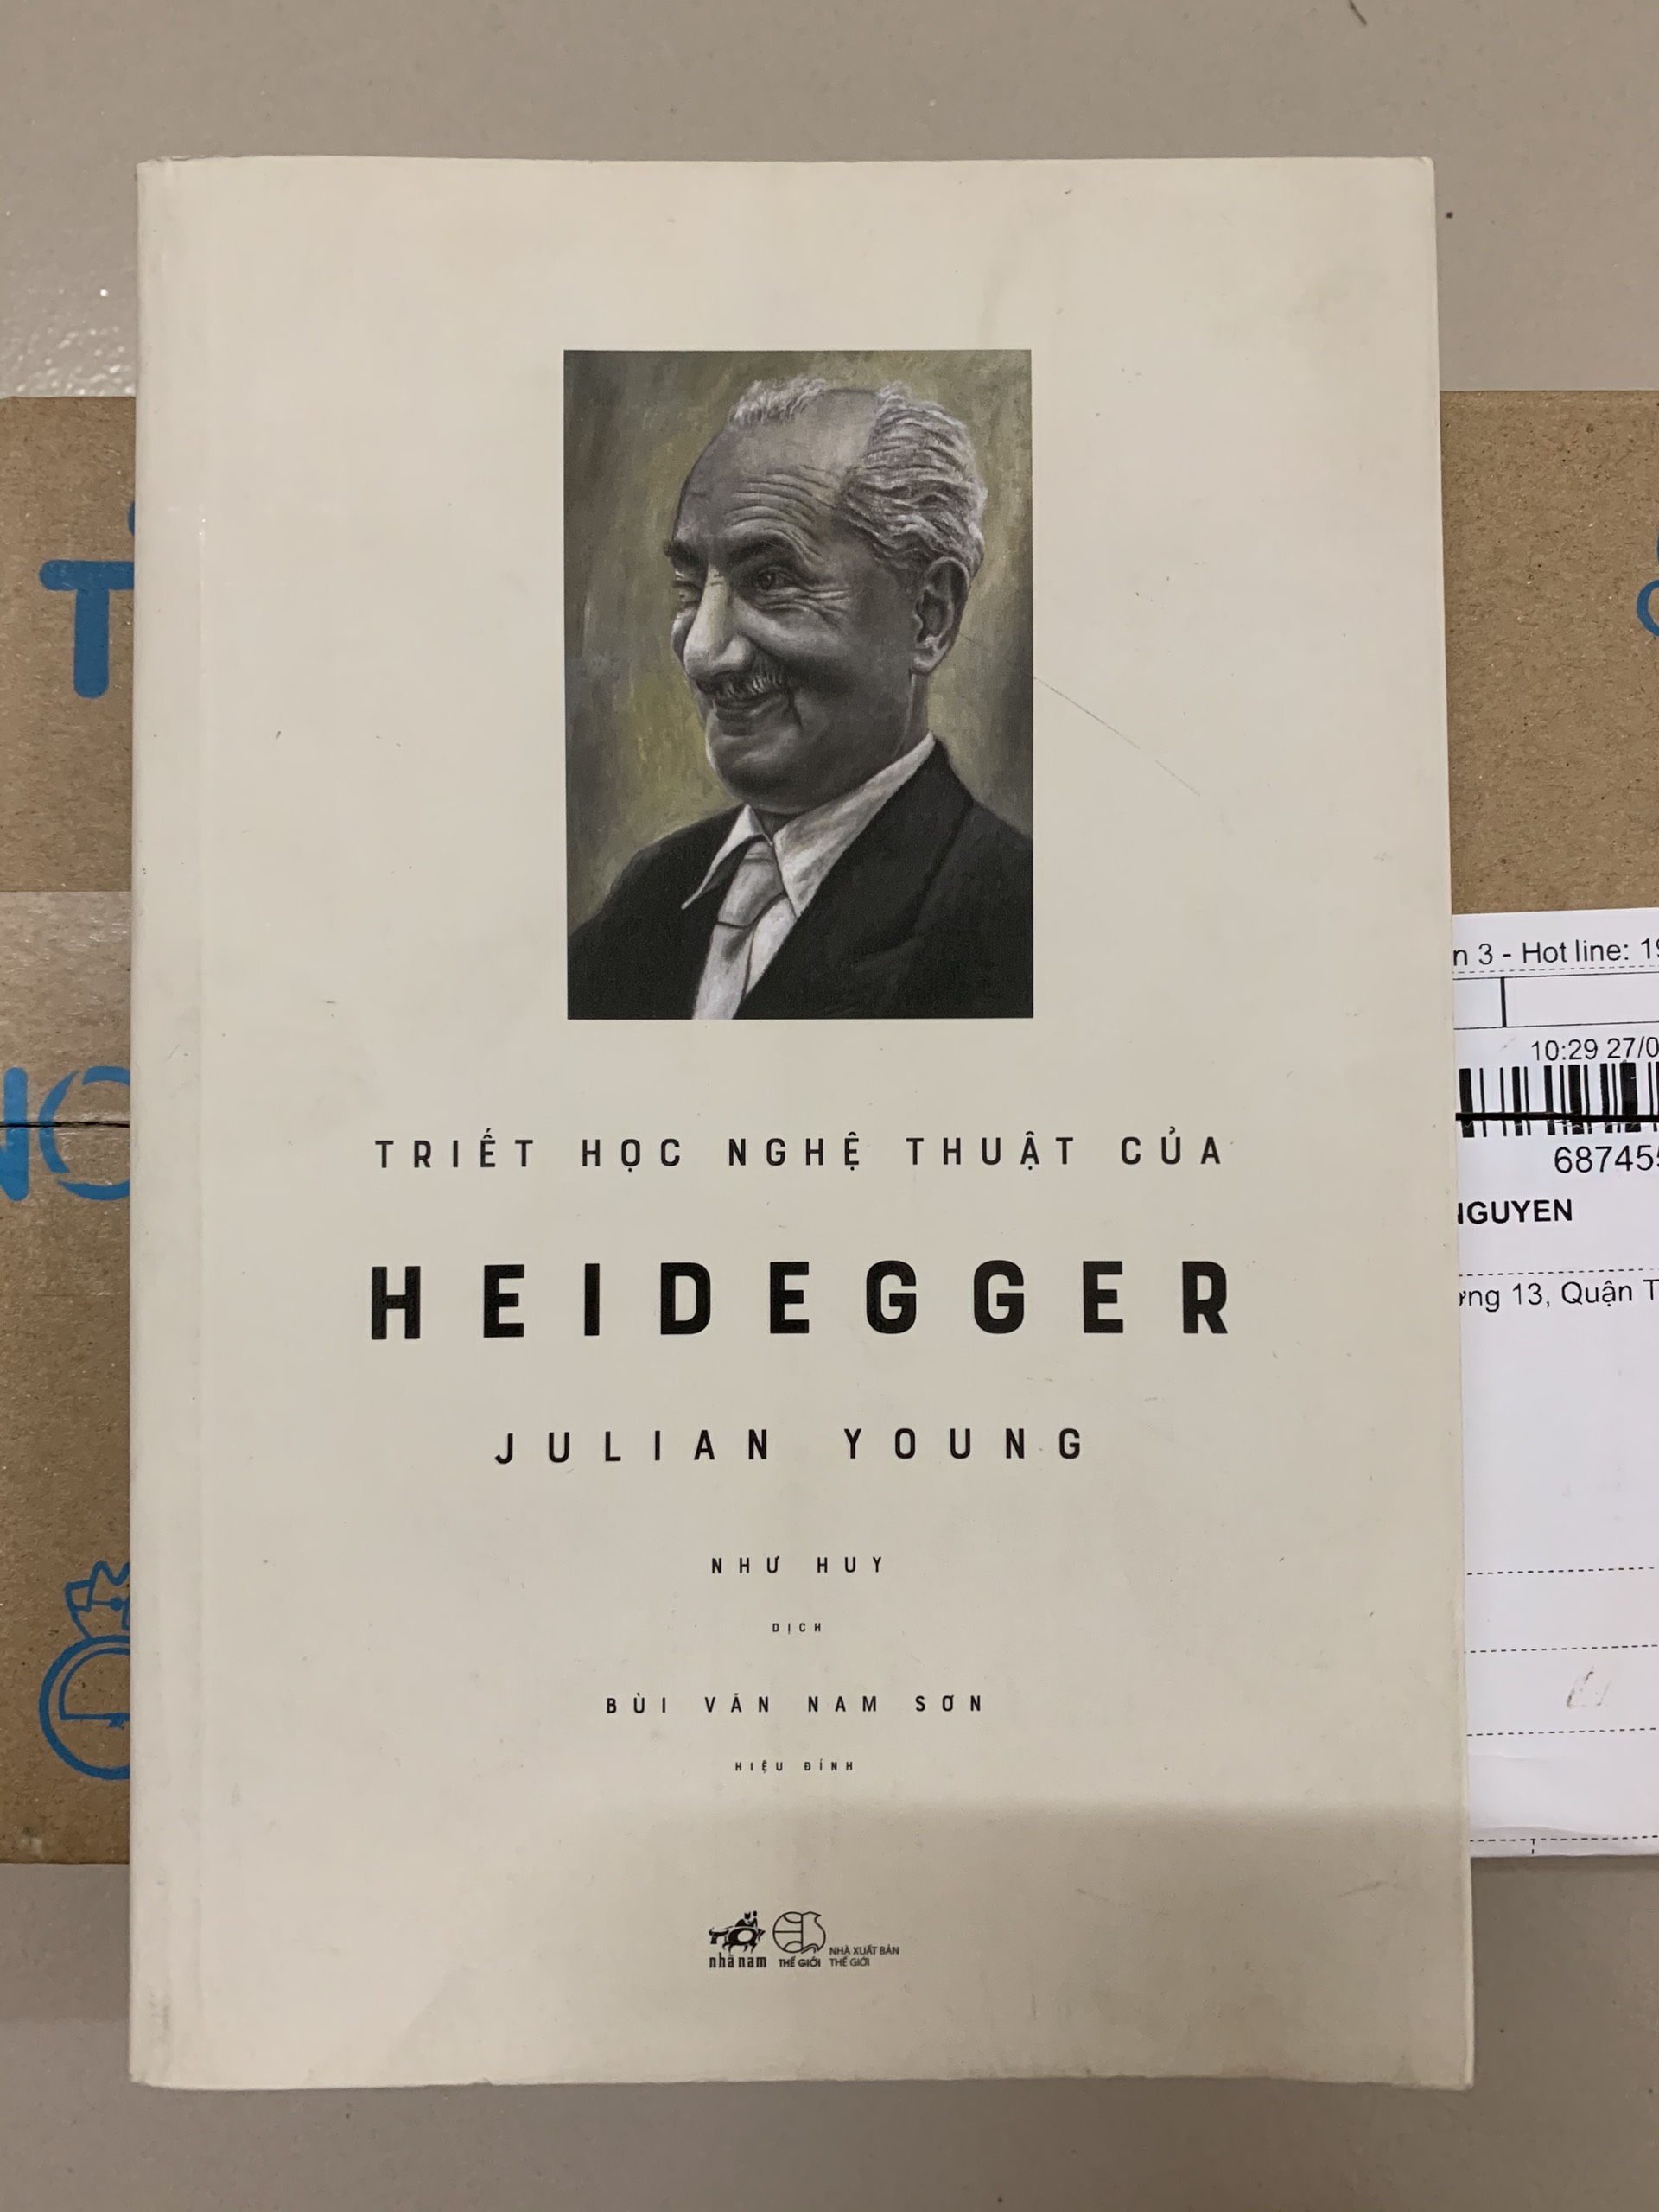 TRIẾT HỌC NGHỆ THUẬT CỦA
HEIDEGGER
JULIAN YOUNG
NHƯ HUY
DỊCH
BÙI VĂN NAM SƠN
HIỆU ĐÍNH
nhã nam
THẾ GIỚI
NHÀ XUẤT BẢN
THẾ GIỚI
n 3 - Hot line: 19
10:29 27/0
687455
NGUYEN
ờng 13, Quận T